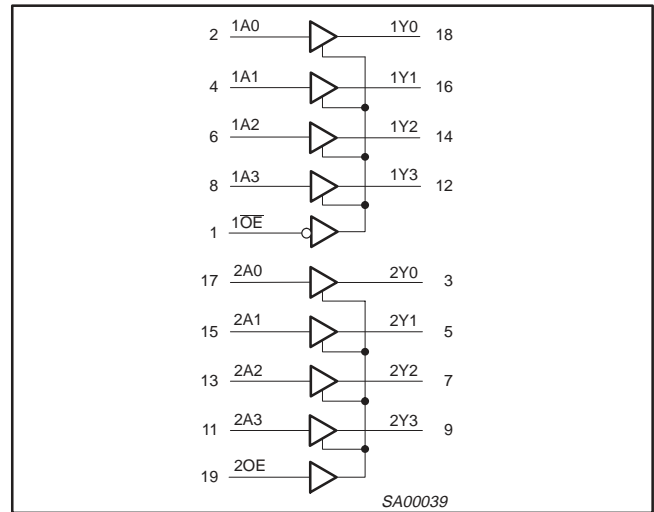 2 1A0 1Y0 18
4 1A1 1Y1 16
6 1A2 1Y2 14
8 1A3 1Y3 12
1 1O̅E̅
17 2A0 2Y0 3
15 2A1 2Y1 5
13 2A2 2Y2 7
11 2A3 2Y3 9
19 2OE
SA00039